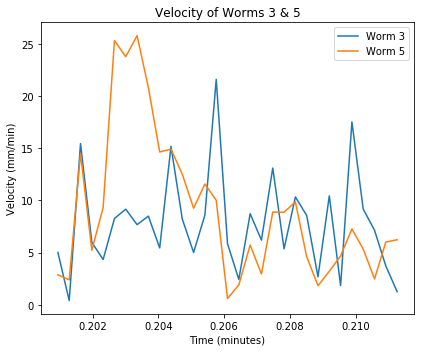 Velocity of Worms 3 & 5
Worm 3
Worm 5
Velocity (mm/min)
25
20
15
10
5
0
0.202 0.204 0.206 0.208 0.210
Time (minutes)